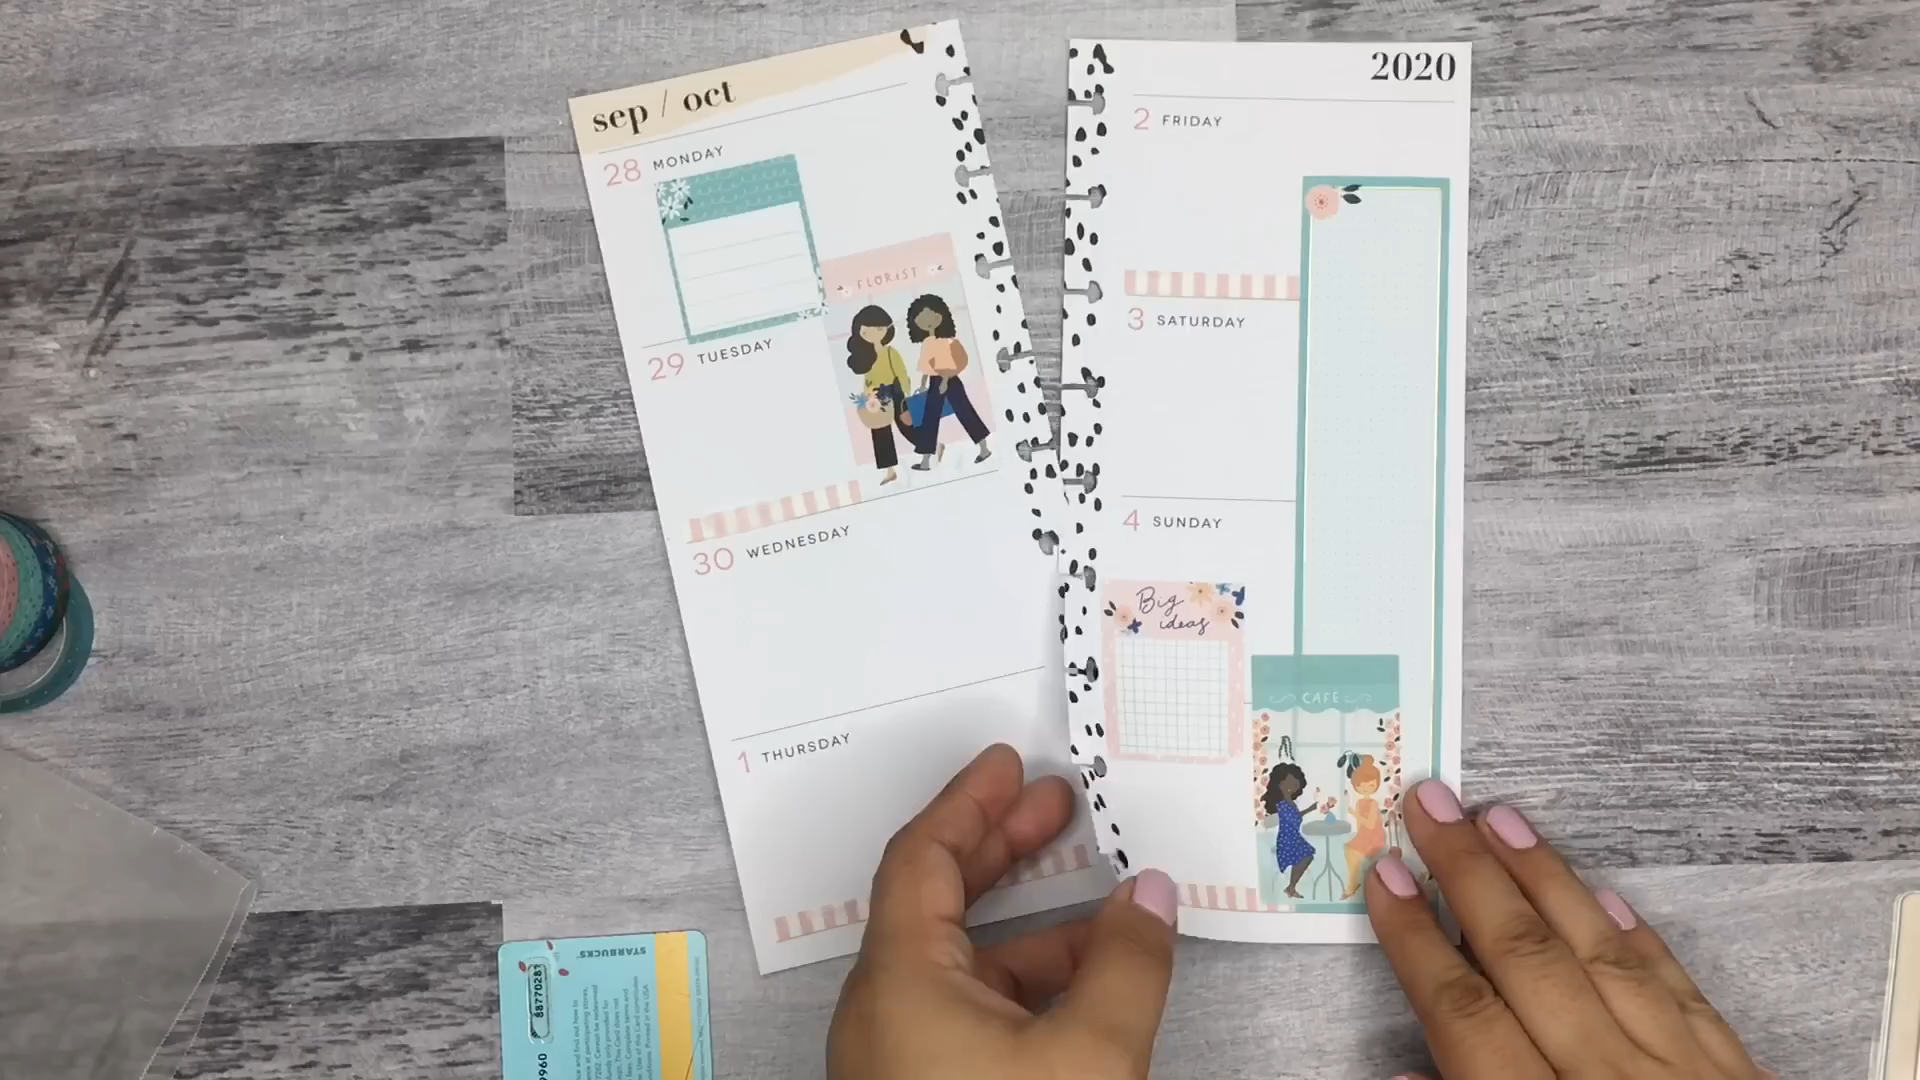 sep / oct
28 MONDAY
FLORIST
29 TUESDAY
30 WEDNESDAY
1 THURSDAY
2020
2 FRIDAY
3 SATURDAY
4 SUNDAY
Big
ideas
CAFE
STARBUCKS